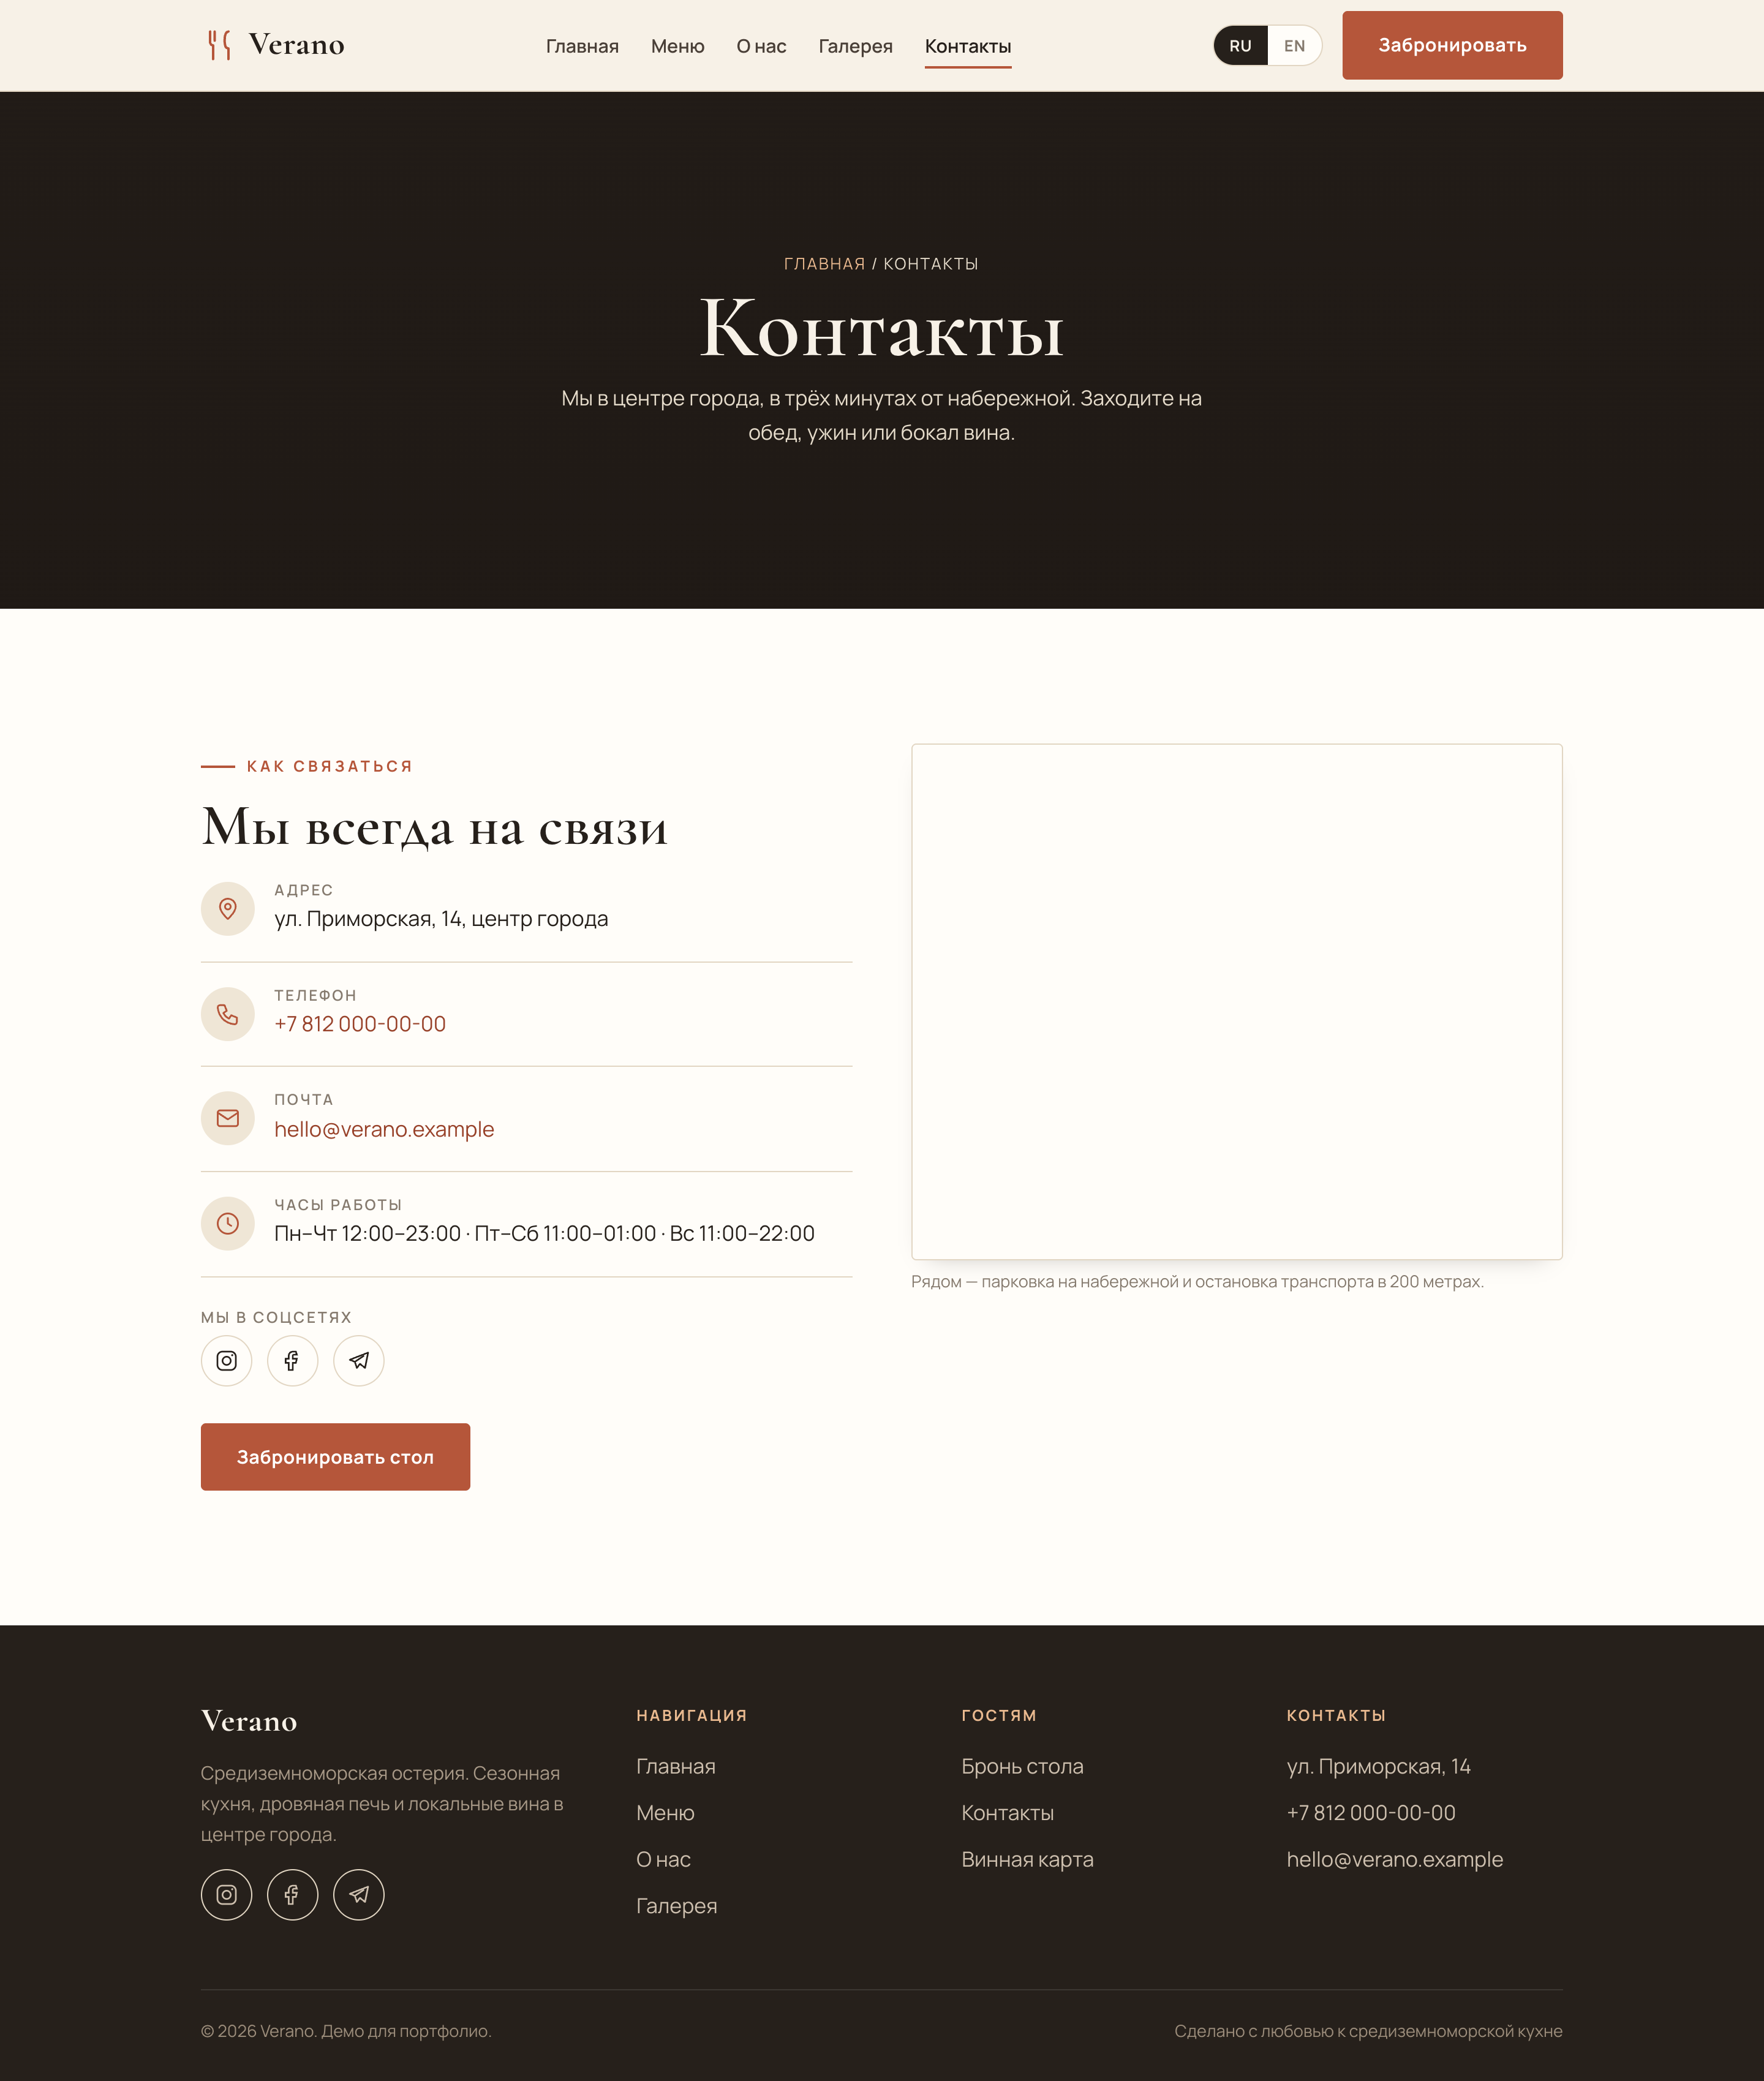 Verano
Главная
Меню
О нас
Галерея
Контакты
RU
EN
Забронировать
ГЛАВНАЯ / КОНТАКТЫ
Контакты
Мы в центре города, в трёх минутах от набережной. Заходите на
обед, ужин или бокал вина.
КАК СВЯЗАТЬСЯ
Мы всегда на связи
АДРЕС
ул. Приморская, 14, центр города
ТЕЛЕФОН
+7 812 000-00-00
ПОЧТА
hello@verano.example
ЧАСЫ РАБОТЫ
Пн–Чт 12:00–23:00 · Пт–Сб 11:00–01:00 · Вс 11:00–22:00
МЫ В СОЦСЕТЯХ
Забронировать стол
Рядом — парковка на набережной и остановка транспорта в 200 метрах.
Verano
Средиземноморская остерия. Сезонная
кухня, дровяная печь и локальные вина в
центре города.
НАВИГАЦИЯ
Главная
Меню
О нас
Галерея
ГОСТЯМ
Бронь стола
Контакты
Винная карта
КОНТАКТЫ
ул. Приморская, 14
+7 812 000-00-00
hello@verano.example
© 2026 Verano. Демо для портфолио.
Сделано с любовью к средиземноморской кухне